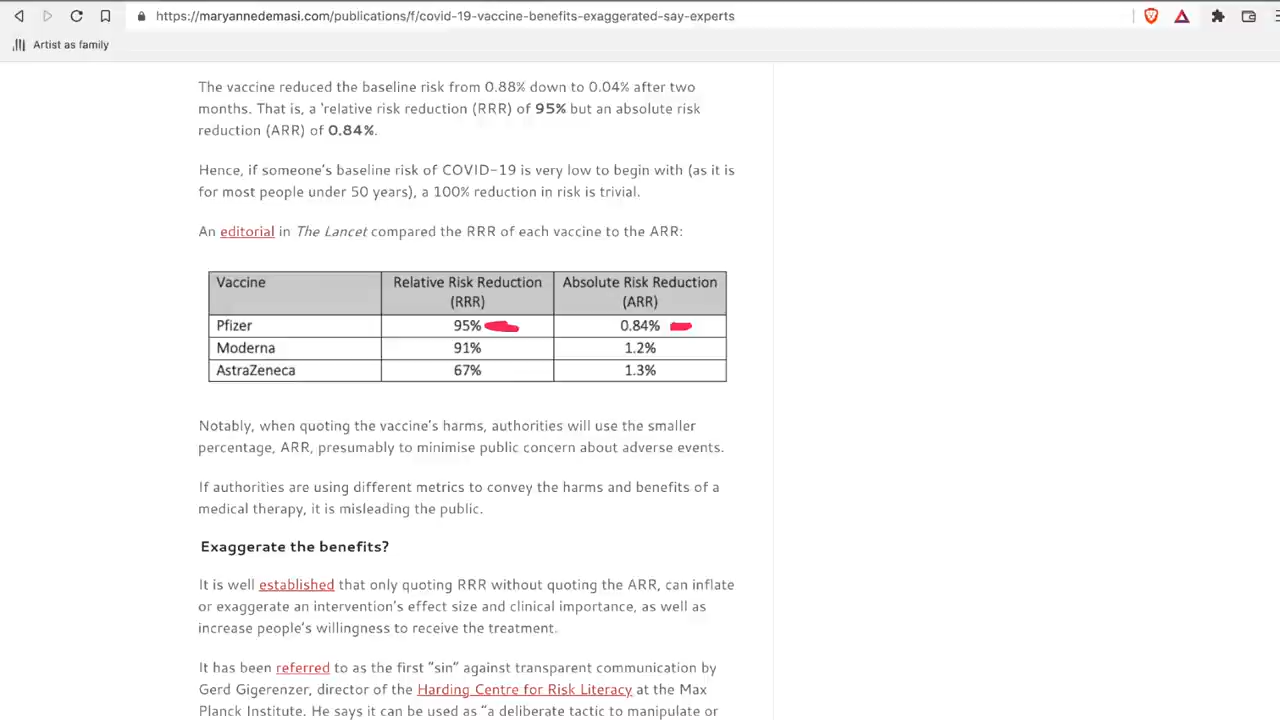 https://maryannedemasi.com/publications/f/covid-19-vaccine-benefits-exaggerated-say-experts
Artist as family
The vaccine reduced the baseline risk from 0.88% down to 0.04% after two
months. That is, a 'relative risk reduction (RRR) of 95% but an absolute risk
reduction (ARR) of 0.84%.
Hence, if someone's baseline risk of COVID-19 is very low to begin with (as it is
for most people under 50 years), a 100% reduction in risk is trivial.
An editorial in The Lancet compared the RRR of each vaccine to the ARR:
Vaccine Relative Risk Reduction (RRR) Absolute Risk Reduction (ARR)
Pfizer 95% 0.84%
Moderna 91% 1.2%
AstraZeneca 67% 1.3%
Notably, when quoting the vaccine's harms, authorities will use the smaller
percentage, ARR, presumably to minimise public concern about adverse events.
If authorities are using different metrics to convey the harms and benefits of a
medical therapy, it is misleading the public.
Exaggerate the benefits?
It is well established that only quoting RRR without quoting the ARR, can inflate
or exaggerate an intervention's effect size and clinical importance, as well as
increase people's willingness to receive the treatment.
It has been referred to as the first "sin" against transparent communication by
Gerd Gigerenzer, director of the Harding Centre for Risk Literacy at the Max
Planck Institute. He says it can be used as "a deliberate tactic to manipulate or